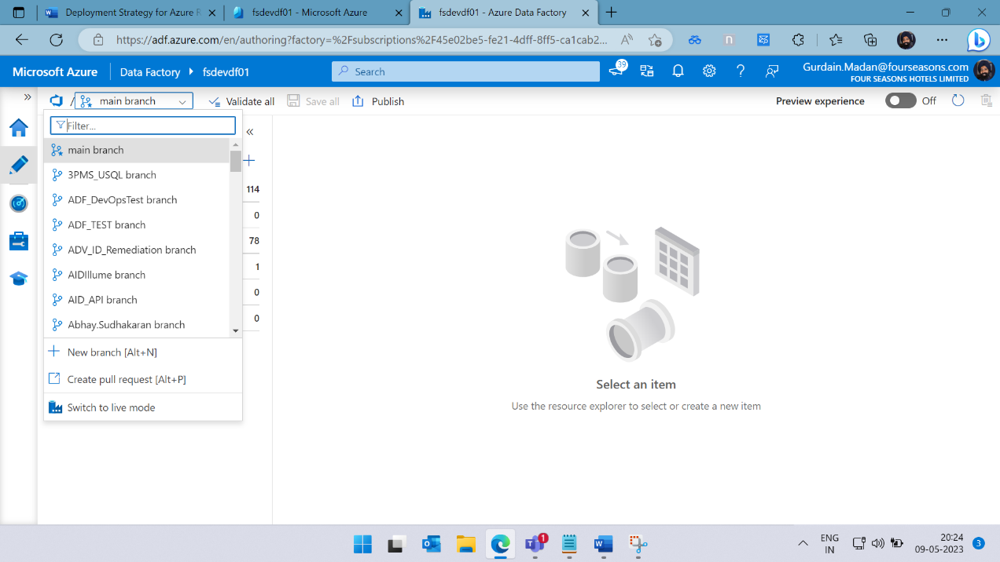 Deployment Strategy for Azure R
fsdevdf01 - Microsoft Azure
fsdevdf01 - Azure Data Factory
https://adf.azure.com/en/authoring?factory=%2Fsubscriptions%2F45e02be5-fe21-4dff-8ff5-ca1cab2...
Microsoft Azure
Data Factory
fsdevdf01
Search
39
Gurdain.Madan@fourseasons.com
FOUR SEASONS HOTELS LIMITED
/
main branch
Validate all
Save all
Publish
Preview experience
Off
Filter...
main branch
3PMS_USQL branch
114
ADF_DevOpsTest branch
0
ADF_TEST branch
78
ADV_ID_Remediation branch
1
AIDIllume branch
0
AID_API branch
0
Abhay.Sudhakaran branch
New branch [Alt+N]
Create pull request [Alt+P]
Switch to live mode
Select an item
Use the resource explorer to select or create a new item
1
ENG
IN
20:24
09-05-2023
3